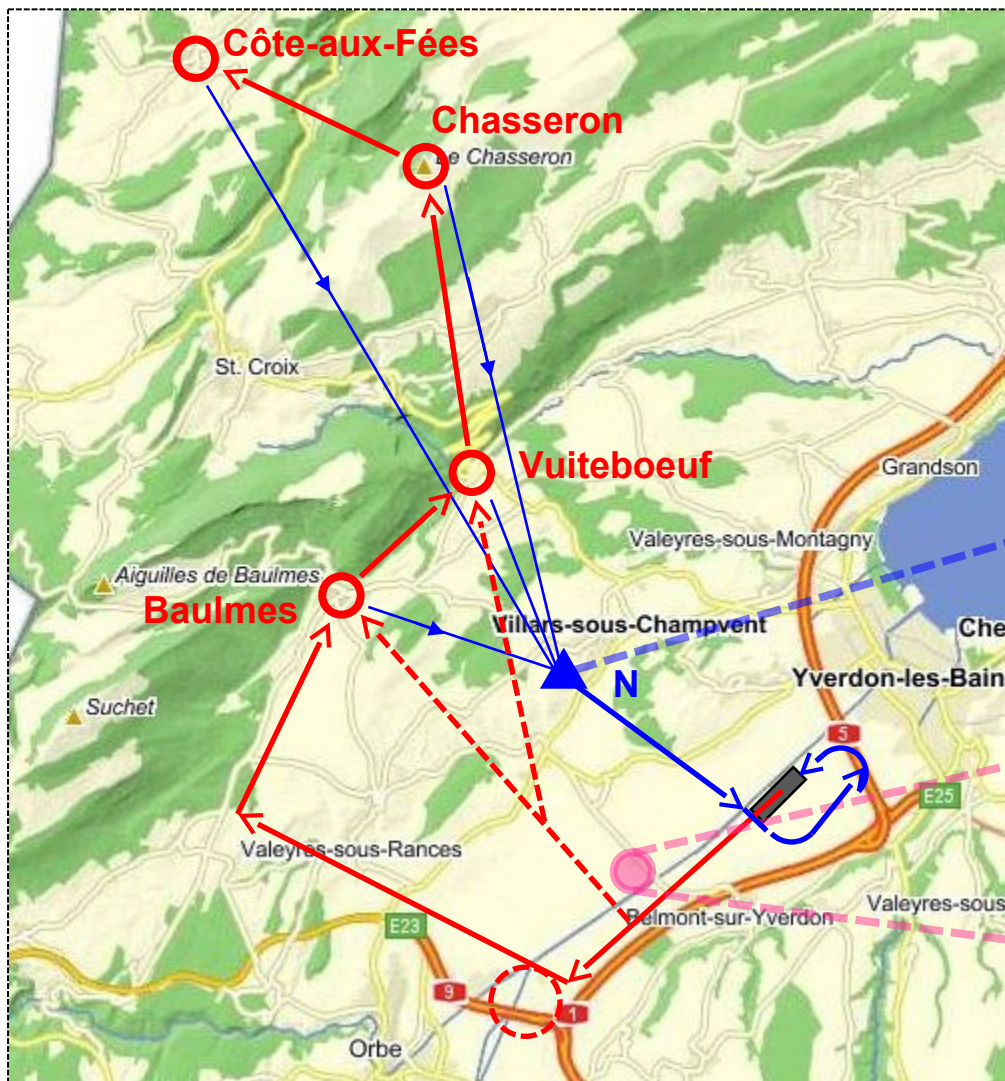 Côte-aux-Fées
Chasseron
Le Chasseron
St. Croix
Vuiteboeuf
Grandson
Valeyres-sous-Montagny
Aiguilles de Baulmes
Baulmes
Villars-sous-Champvent
Che
N
Yverdon-les-Bain
Suchet
5
E25
Valeyres-sous-Rances
Valeyres-sous
Belmont-sur-Yverdon
E23
9
1
Orbe